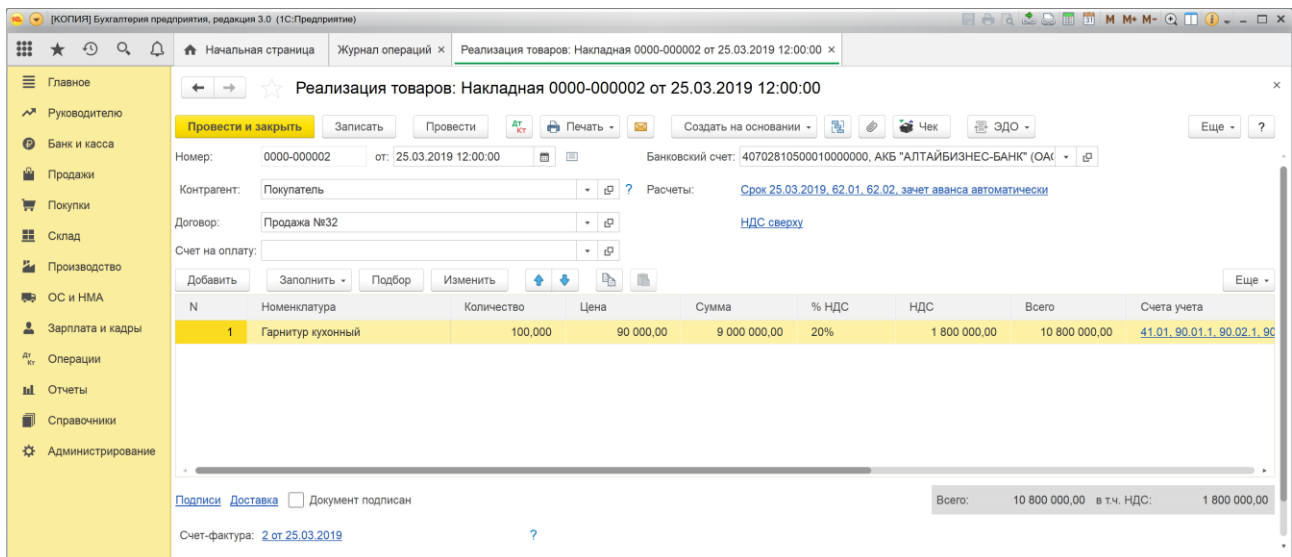 [КОПИЯ] Бухгалтерия предприятия, редакция 3.0 (1С:Предприятие)
M M+ M-
Начальная страница Журнал операций × Реализация товаров: Накладная 0000-000002 от 25.03.2019 12:00:00 ×
Главное
Руководителю
Банк и касса
Продажи
Покупки
Склад
Производство
ОС и НМА
Зарплата и кадры
Операции
Отчеты
Справочники
Администрирование
Реализация товаров: Накладная 0000-000002 от 25.03.2019 12:00:00
Провести и закрыть Записать Провести Дт Кт Печать Создать на основании Чек ЭДО Еще ?
Номер: 0000-000002 от: 25.03.2019 12:00:00 Банковский счет: 40702810500010000000, АКБ "АЛТАЙБИЗНЕС-БАНК" (ОАО
Контрагент: Покупатель ? Расчеты: Срок 25.03.2019, 62.01, 62.02, зачет аванса автоматически
Договор: Продажа №32 НДС сверху
Счет на оплату:
Добавить Заполнить Подбор Изменить Еще
N Номенклатура Количество Цена Сумма % НДС НДС Всего Счета учета
1 Гарнитур кухонный 100,000 90 000,00 9 000 000,00 20% 1 800 000,00 10 800 000,00 41.01, 90.01.1, 90.02.1, 90
Подписи Доставка Документ подписан Всего: 10 800 000,00 в т.ч. НДС: 1 800 000,00
Счет-фактура: 2 от 25.03.2019 ?